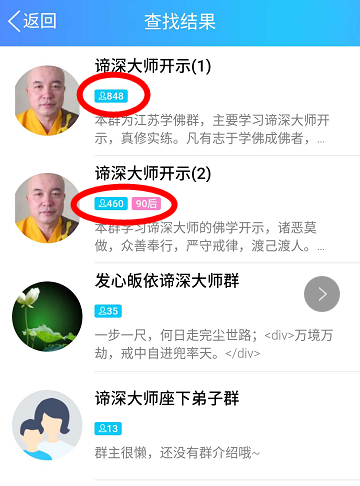 返回
查找结果
谛深大师开示(1)
848
本群为江苏学佛群，主要学习谛深大师开
示，真修实练。凡有志于学佛成佛者，...
谛深大师开示(2)
460 90后
本群学习谛深大师的佛学开示，诸恶莫
做，众善奉行，严守戒律，渡己渡人。...
发心皈依谛深大师群
35
一步一尺，何日走完尘世路；<div>万境万
劫，戒中自进兜率天。</div>
谛深大师座下弟子群
13
群主很懒，还没有群介绍哦~